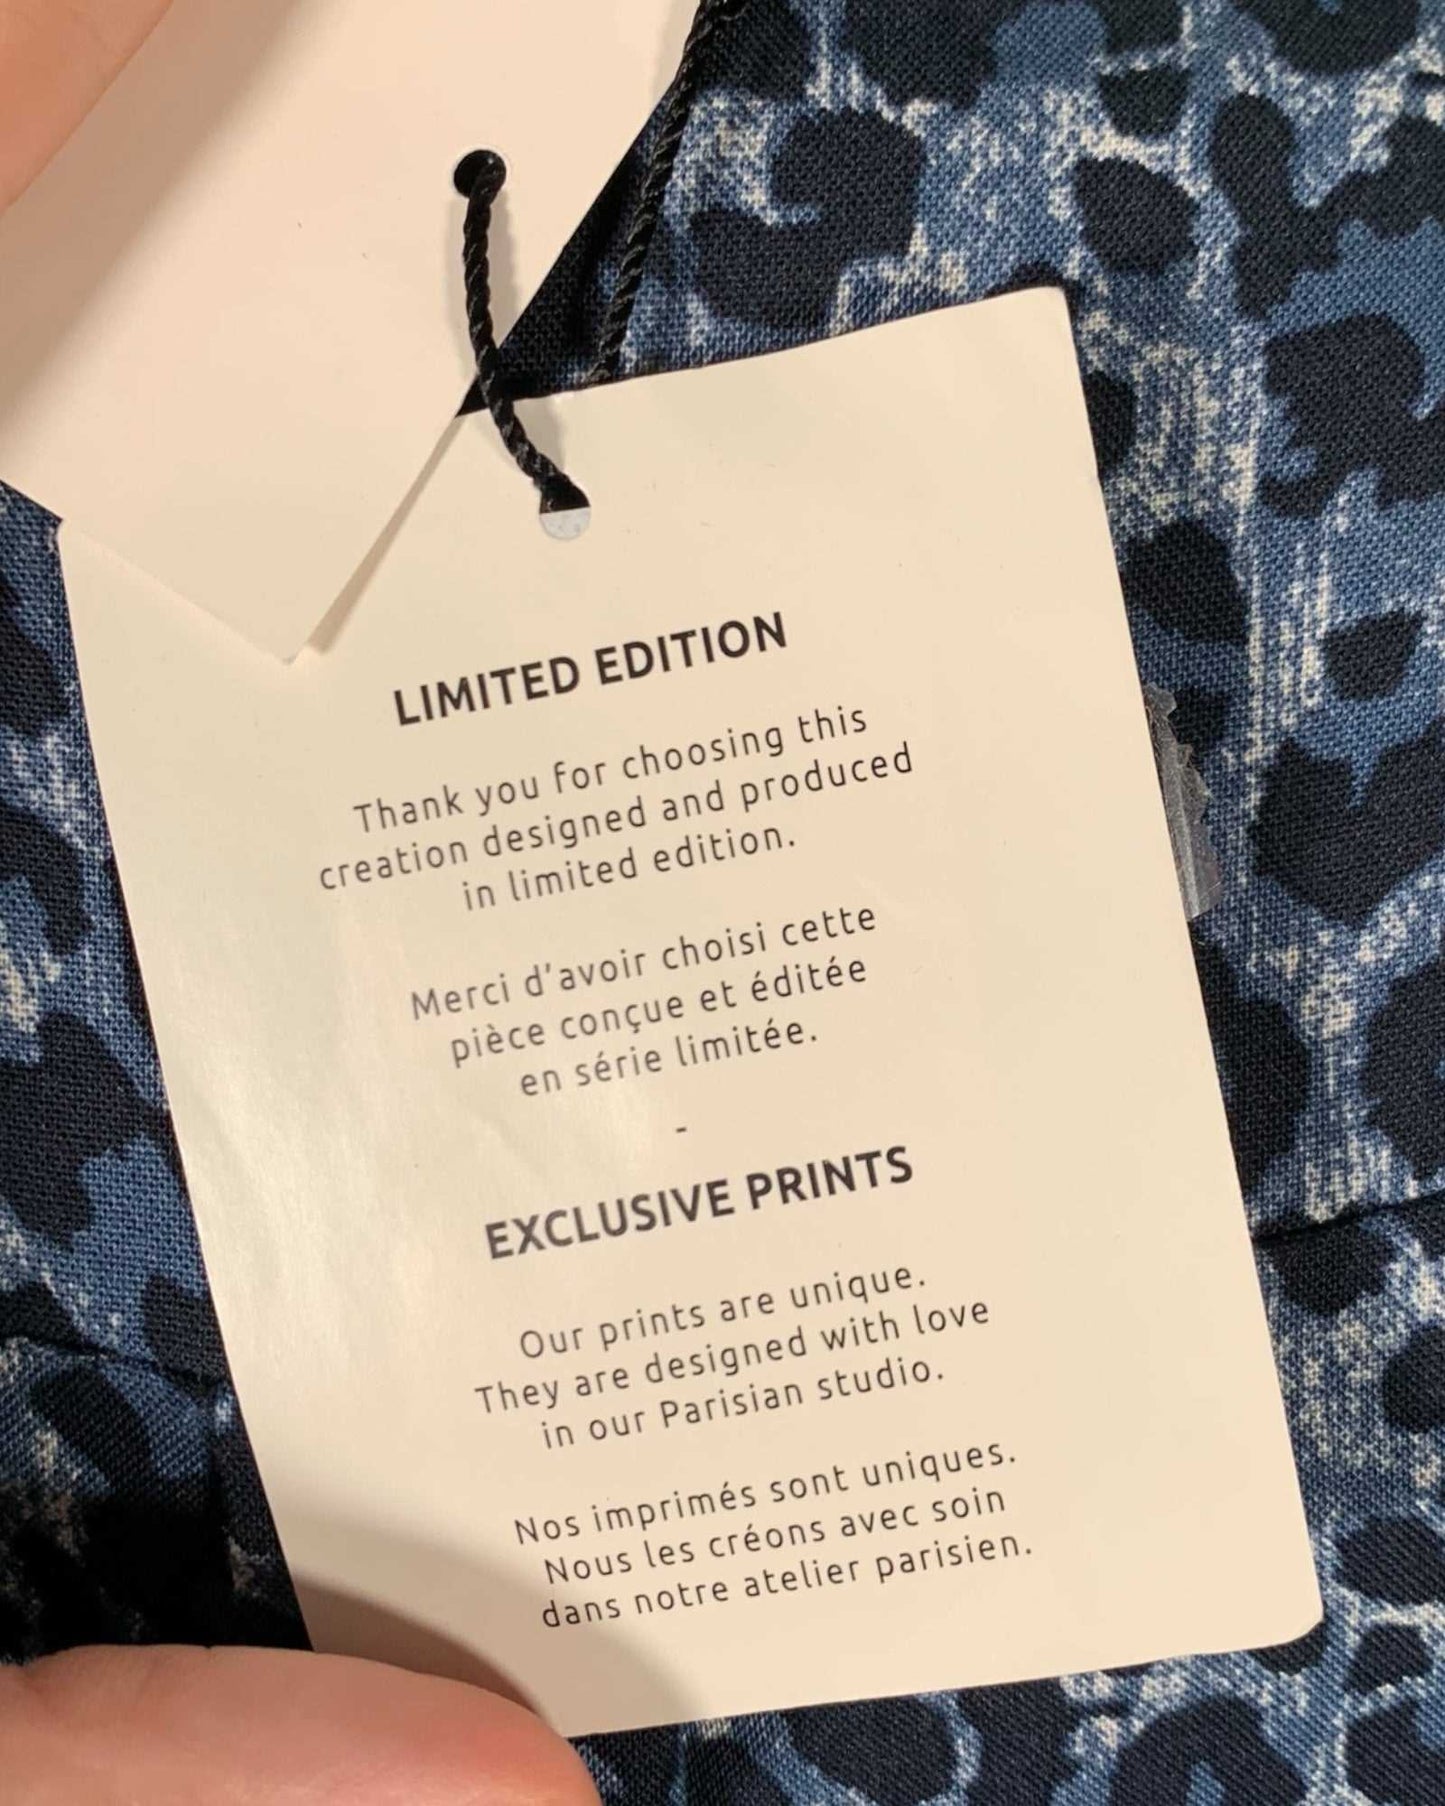 LIMITED EDITION
Thank you for choosing this
creation designed and produced
in limited edition.
Merci d'avoir choisi cette
pièce conçue et éditée
en série limitée.
-
EXCLUSIVE PRINTS
Our prints are unique.
They are designed with love
in our Parisian studio.
Nos imprimés sont uniques.
Nous les créons avec soin
dans notre atelier parisien.